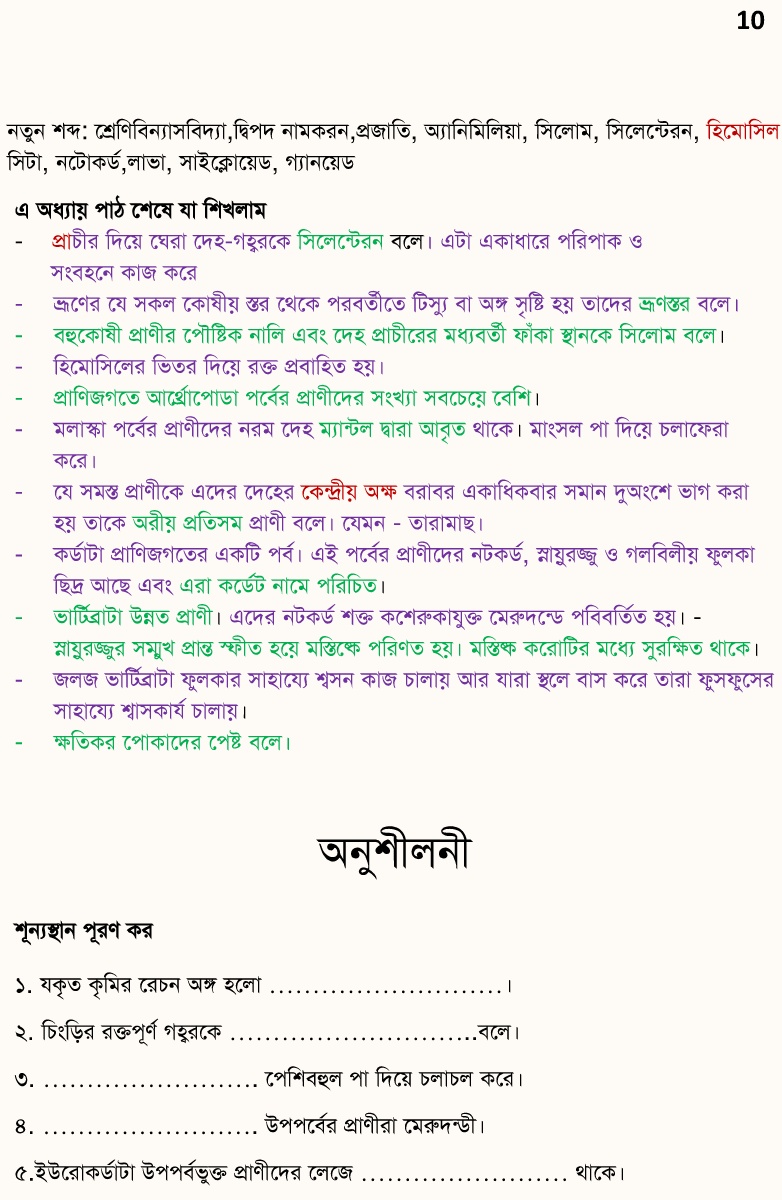 10
নতুন শব্দ: শ্রেণিবিন্যাসবিদ্যা,দ্বিপদ নামকরন,প্রজাতি, অ্যানিমিলিয়া, সিলোম, সিলেন্টেরন, হিমোসিল
সিটা, নটোকর্ড,লাভা, সাইক্লোয়েড, গ্যানয়েড
এ অধ্যায় পাঠ শেষে যা শিখলাম
- প্রাচীর দিয়ে ঘেরা দেহ-গহ্বরকে সিলেন্টেরন বলে। এটা একাধারে পরিপাক ও
সংবহনে কাজ করে
- ভ্রূণের যে সকল কোষীয় স্তর থেকে পরবর্তীতে টিস্যু বা অঙ্গ সৃষ্টি হয় তাদের ভ্রূণস্তর বলে।
- বহুকোষী প্রাণীর পৌষ্টিক নালি এবং দেহ প্রাচীরের মধ্যবর্তী ফাঁকা স্থানকে সিলোম বলে।
- হিমোসিলের ভিতর দিয়ে রক্ত প্রবাহিত হয়।
- প্রাণিজগতে আর্থ্রোপোডা পর্বের প্রাণীদের সংখ্যা সবচেয়ে বেশি।
- মলাস্কা পর্বের প্রাণীদের নরম দেহ ম্যান্টল দ্বারা আবৃত থাকে। মাংসল পা দিয়ে চলাফেরা
করে।
- যে সমস্ত প্রাণীকে এদের দেহের কেন্দ্রীয় অক্ষ বরাবর একাধিকবার সমান দুঅংশে ভাগ করা
হয় তাকে অরীয় প্রতিসম প্রাণী বলে। যেমন - তারামাছ।
- কর্ডাটা প্রাণিজগতের একটি পর্ব। এই পর্বের প্রাণীদের নটকর্ড, স্নায়ুরজ্জু ও গলবিলীয় ফুলকা
ছিদ্র আছে এবং এরা কর্ডেট নামে পরিচিত।
- ভার্টিব্রাটা উন্নত প্রাণী। এদের নটকর্ড শক্ত কশেরুকাযুক্ত মেরুদন্ডে পবিবর্তিত হয়। -
স্নায়ুরজ্জুর সম্মুখ প্রান্ত স্ফীত হয়ে মস্তিষ্কে পরিণত হয়। মস্তিষ্ক করোটির মধ্যে সুরক্ষিত থাকে।
- জলজ ভার্টিব্রাটা ফুলকার সাহায্যে শ্বসন কাজ চালায় আর যারা স্থলে বাস করে তারা ফুসফুসের
সাহায্যে শ্বাসকার্য চালায়।
- ক্ষতিকর পোকাদের পেষ্ট বলে।
অনুশীলনী
শূন্যস্থান পূরণ কর
১. যকৃত কৃমির রেচন অঙ্গ হলো ………………………।
২. চিংড়ির রক্তপূর্ণ গহ্বরকে ………………………..বলে।
৩. ……………………. পেশিবহুল পা দিয়ে চলাচল করে।
৪. ……………………. উপপর্বের প্রাণীরা মেরুদন্ডী।
৫.ইউরোকর্ডাটা উপপর্বভুক্ত প্রাণীদের লেজে …………………… থাকে।